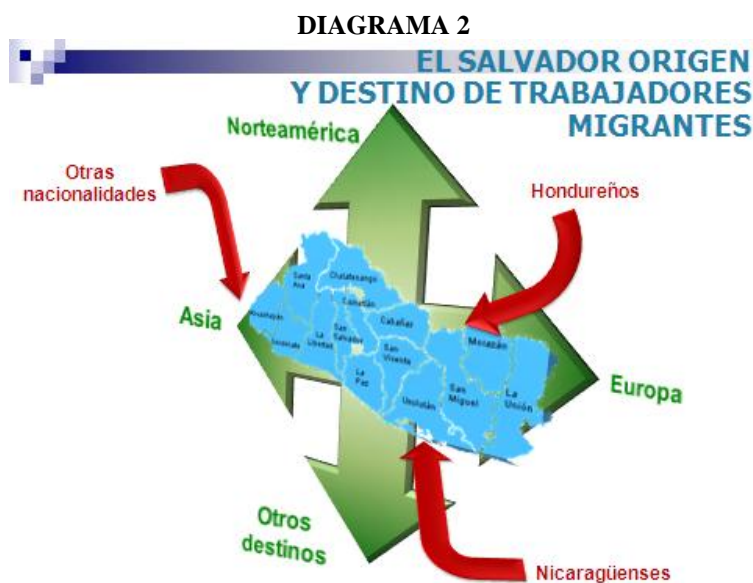 DIAGRAMA 2
EL SALVADOR ORIGEN
Y DESTINO DE TRABAJADORES
MIGRANTES
Norteamérica
Otras
nacionalidades
Hondureños
Asia
Europa
Otros
destinos
Nicaragüenses
Santa
Ana
Chalatenango
Cabañas
Morazán
La
Libertad
San
Salvador
San
Vicente
La
Paz
Usulután
San
Miguel
La
Unión